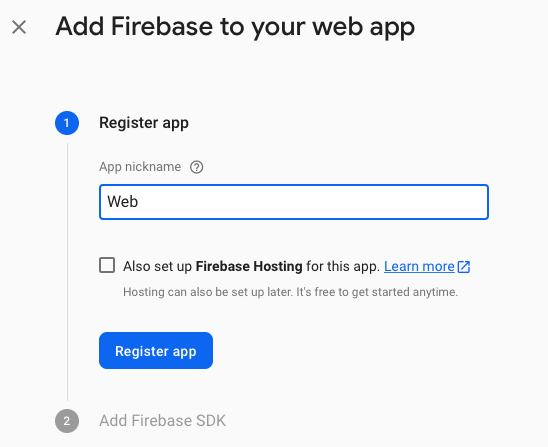 Add Firebase to your web app
1
Register app
App nickname ?
Web
Also set up Firebase Hosting for this app. Learn more
Hosting can also be set up later. It's free to get started anytime.
Register app
2
Add Firebase SDK